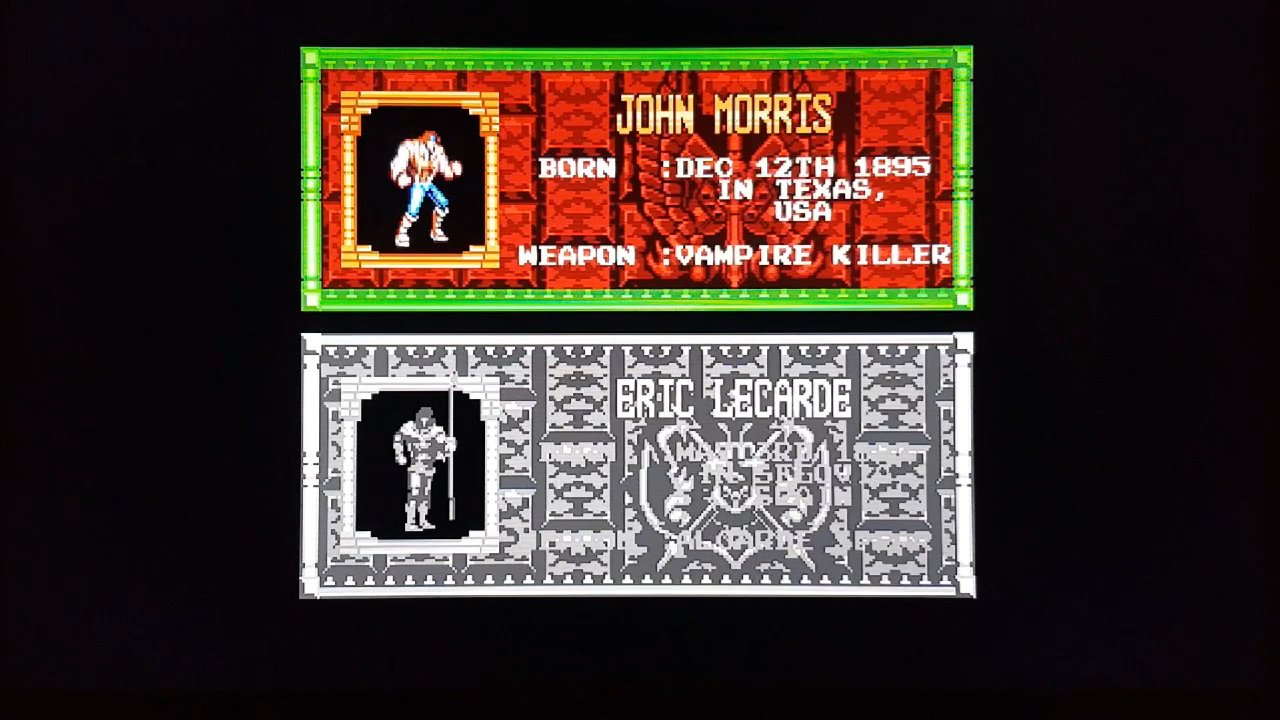 JOHN MORRIS
BORN :DEC 12TH 1895
IN TEXAS,
USA
WEAPON :VAMPIRE KILLER
ERIC LECARDE